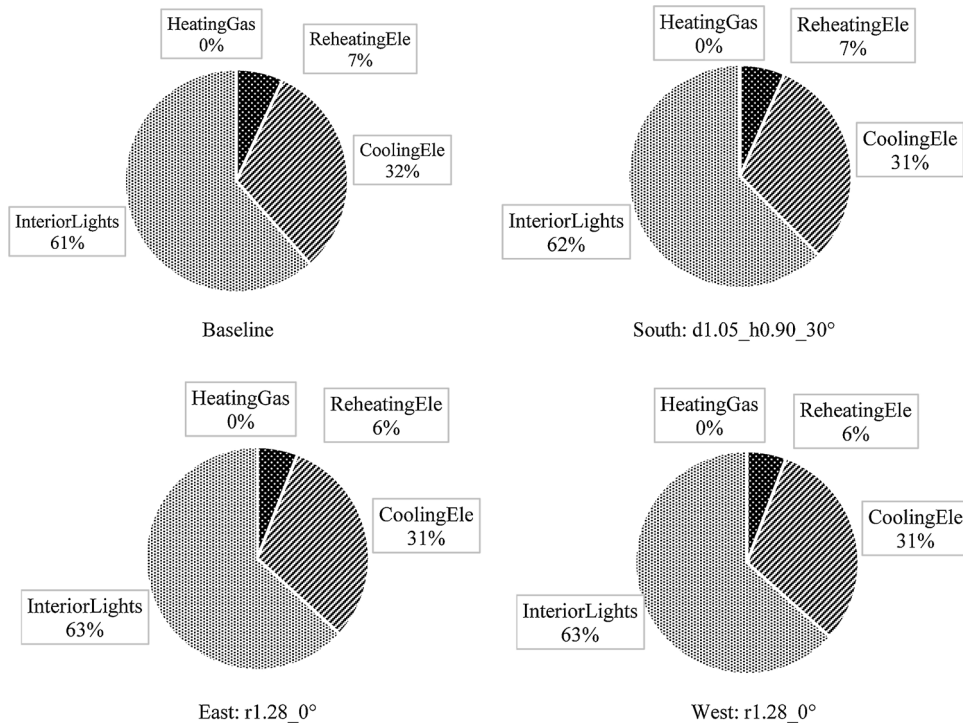 HeatingGas
0%
ReheatingEle
7%
CoolingEle
32%
InteriorLights
61%
Baseline
HeatingGas
0%
ReheatingEle
7%
CoolingEle
31%
InteriorLights
62%
South: d1.05_h0.90_30°
HeatingGas
0%
ReheatingEle
6%
CoolingEle
31%
InteriorLights
63%
East: r1.28_0°
HeatingGas
0%
ReheatingEle
6%
CoolingEle
31%
InteriorLights
63%
West: r1.28_0°